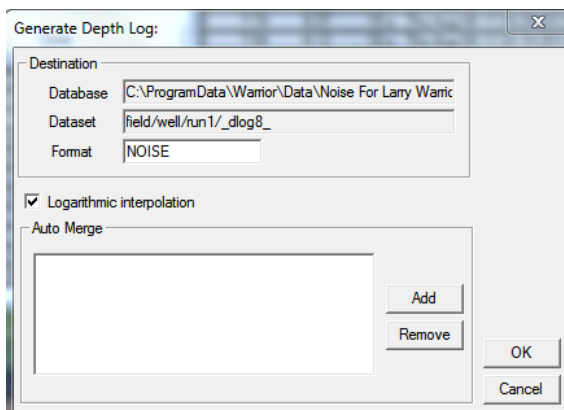 Generate Depth Log:
Destination
Database C:\ProgramData\Warrior\Data\Noise For Larry Warric
Dataset field/well/run1/_dlog8_
Format NOISE
Logarithmic interpolation
Auto Merge
Add
Remove
OK
Cancel